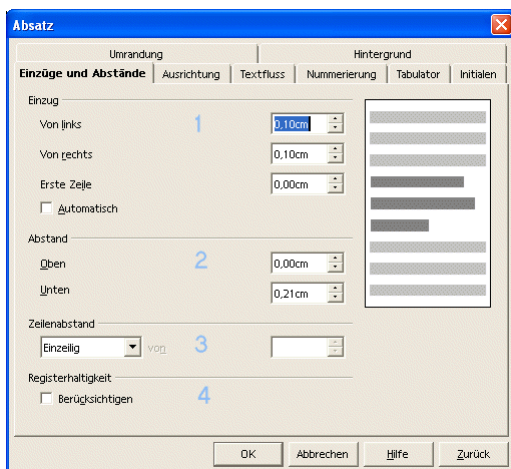 Absatz
Umrandung Hintergrund
Einzüge und Abstände Ausrichtung Textfluss Nummerierung Tabulator Initialen
Einzug
Von links 1 0,10cm
Von rechts 0,10cm
Erste Zeile 0,00cm
Automatisch
Abstand
Oben 2 0,00cm
Unten 0,21cm
Zeilenabstand
Einzeilig von 3
Registerhaltigkeit
Berücksichtigen 4
OK Abbrechen Hilfe Zurück